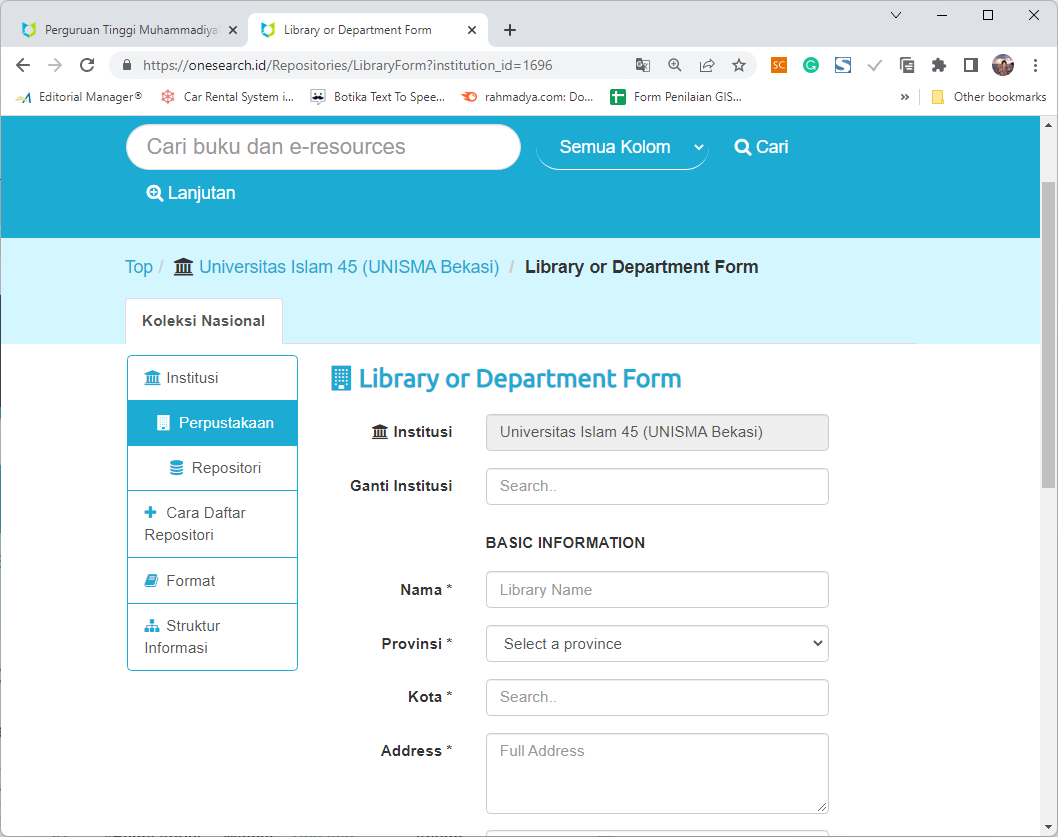 Perguruan Tinggi Muhammadiya
Library or Department Form
https://onesearch.id/Repositories/LibraryForm?institution_id=1696
SC
Editorial Manager®
Car Rental System i...
Botika Text To Spee...
rahmadya.com: Do...
Form Penilaian GIS...
»
Other bookmarks
Cari buku dan e-resources
Semua Kolom
Cari
Lanjutan
Top / Universitas Islam 45 (UNISMA Bekasi) / Library or Department Form
Koleksi Nasional
Institusi
Perpustakaan
Repositori
Cara Daftar
Repositori
Format
Struktur
Informasi
Library or Department Form
Institusi
Universitas Islam 45 (UNISMA Bekasi)
Ganti Institusi
Search..
BASIC INFORMATION
Nama *
Library Name
Provinsi *
Select a province
Kota *
Search..
Address *
Full Address